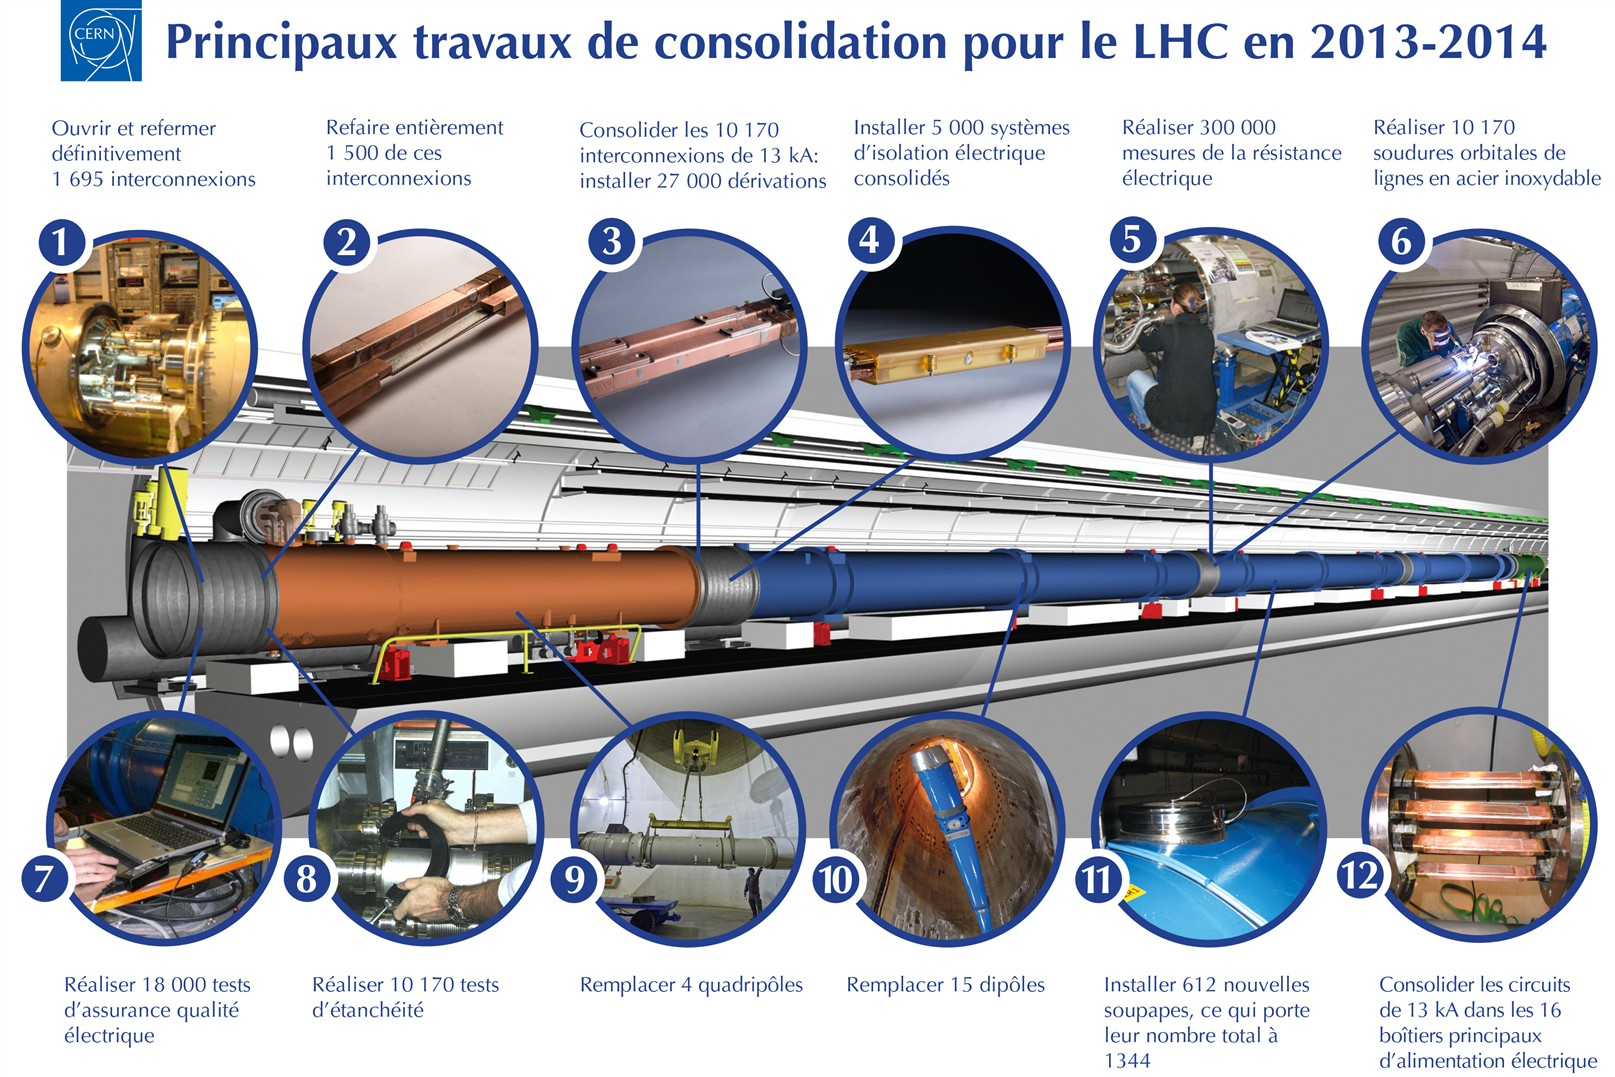 CERN
Principaux travaux de consolidation pour le LHC en 2013-2014
Ouvrir et refermer
définitivement
1 695 interconnexions
Refaire entièrement
1 500 de ces
interconnexions
Consolider les 10 170
interconnexions de 13 kA:
installer 27 000 dérivations
Installer 5 000 systèmes
d’isolation électrique
consolidés
Réaliser 300 000
mesures de la résistance
électrique
Réaliser 10 170
soudures orbitales de
lignes en acier inoxydable
1
2
3
4
5
6
7
8
9
10
11
12
Réaliser 18 000 tests
d’assurance qualité
électrique
Réaliser 10 170 tests
d’étanchéité
Remplacer 4 quadripôles
Remplacer 15 dipôles
Installer 612 nouvelles
soupapes, ce qui porte
leur nombre total à
1344
Consolider les circuits
de 13 kA dans les 16
boîtiers principaux
d’alimentation électrique